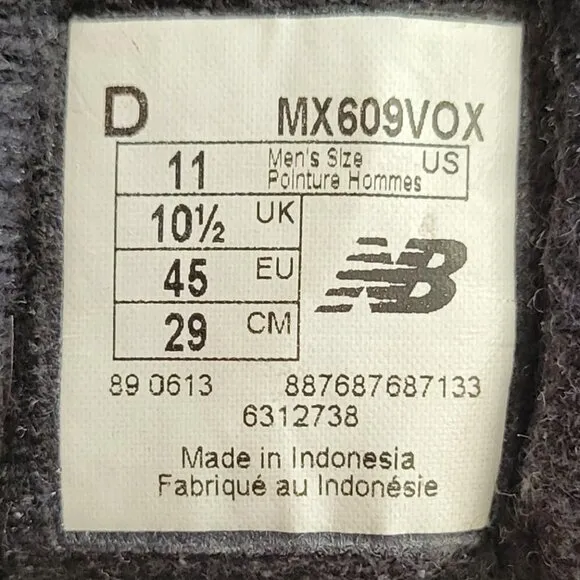 D MX609VOX
11 Men's Size US
Pointure Hommes
10½ UK
NB
45 EU
29 CM
89 0613 887687687133
6312738
Made in Indonesia
Fabriqué au Indonésie